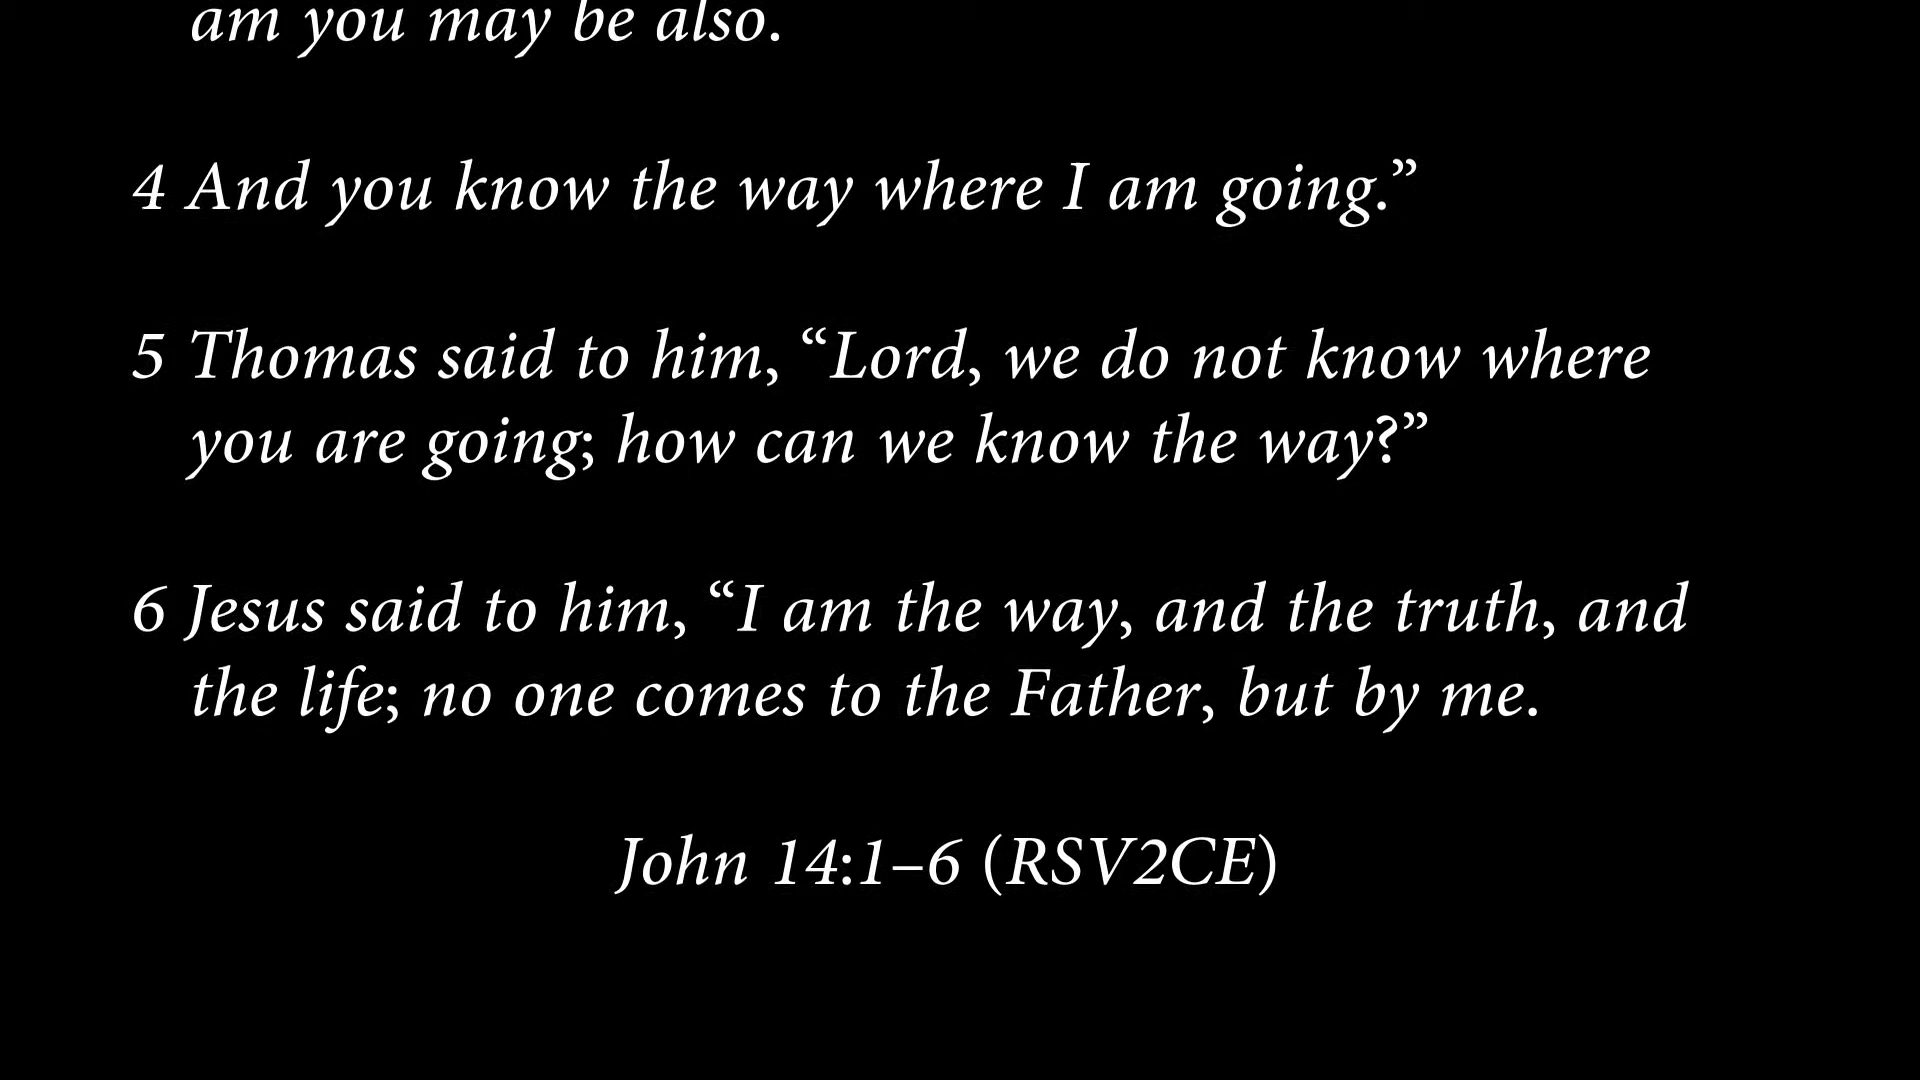 am you may be also.
4 And you know the way where I am going.”
5 Thomas said to him, “Lord, we do not know where
you are going; how can we know the way?”
6 Jesus said to him, “I am the way, and the truth, and
the life; no one comes to the Father, but by me.
John 14:1–6 (RSV2CE)